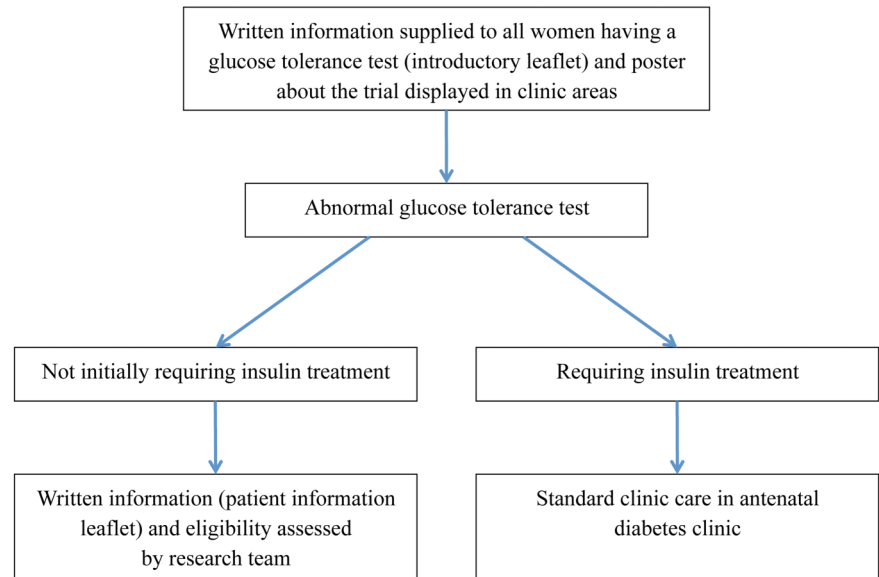 Written information supplied to all women having a
glucose tolerance test (introductory leaflet) and poster
about the trial displayed in clinic areas
Abnormal glucose tolerance test
Not initially requiring insulin treatment
Requiring insulin treatment
Written information (patient information
leaflet) and eligibility assessed
by research team
Standard clinic care in antenatal
diabetes clinic